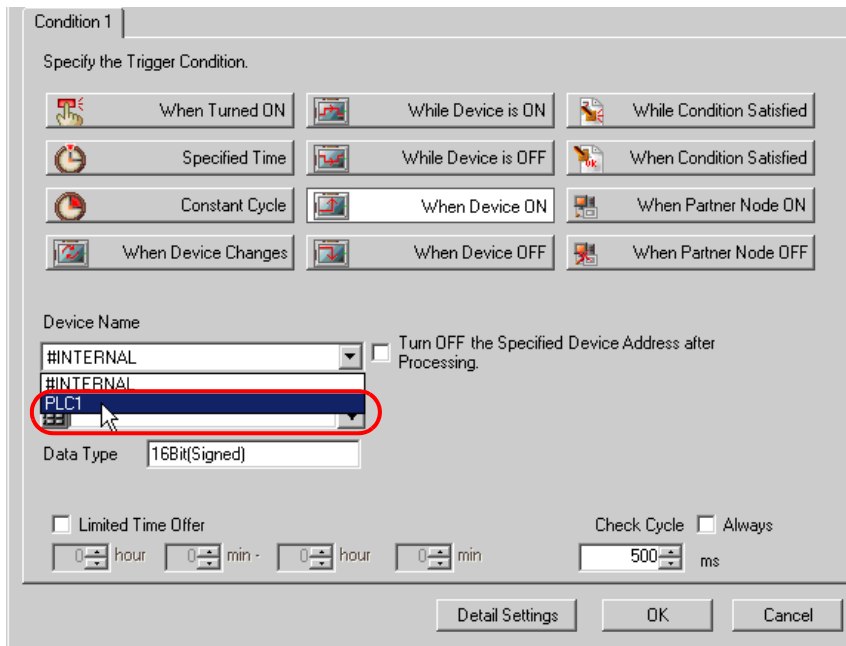 Condition 1
Specify the Trigger Condition.
When Turned ON While Device is ON While Condition Satisfied
Specified Time While Device is OFF When Condition Satisfied
Constant Cycle When Device ON When Partner Node ON
When Device Changes When Device OFF When Partner Node OFF
Device Name
#INTERNAL Turn OFF the Specified Device Address after
Processing.
#INTERNAL
PLC1
Data Type 16Bit(Signed)
Limited Time Offer Check Cycle Always
0 hour 0 min - 0 hour 0 min 500 ms
Detail Settings OK Cancel